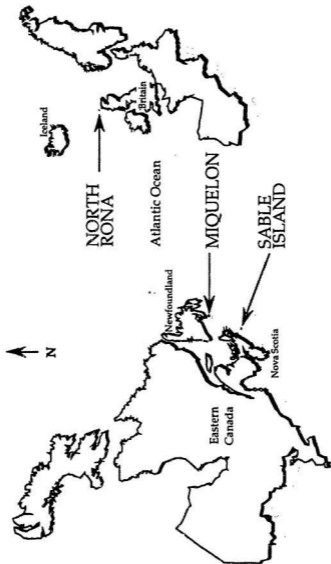 N
Iceland
NORTH
RONA
Britain
Atlantic Ocean
Newfoundland
MIQUELON
SABLE
ISLAND
Eastern
Canada
Nova Scotia